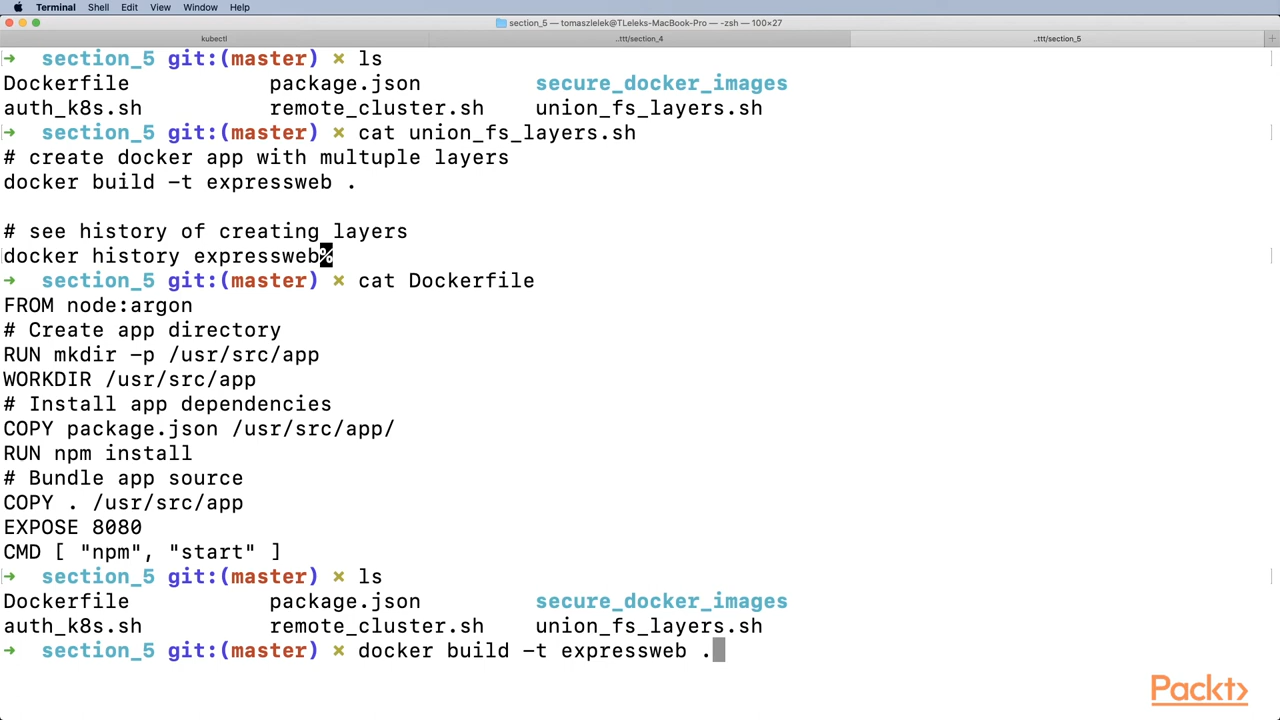 Terminal Shell Edit View Window Help
section_5 — tomaszlelek@TLeleks-MacBook-Pro — -zsh — 100×27
kubectl ..ttt/section_4 ..ttt/section_5 +
→ section_5 git:(master) × ls
Dockerfile package.json secure_docker_images
auth_k8s.sh remote_cluster.sh union_fs_layers.sh
→ section_5 git:(master) × cat union_fs_layers.sh
# create docker app with multuple layers
docker build -t expressweb .
# see history of creating layers
docker history expressweb%
→ section_5 git:(master) × cat Dockerfile
FROM node:argon
# Create app directory
RUN mkdir -p /usr/src/app
WORKDIR /usr/src/app
# Install app dependencies
COPY package.json /usr/src/app/
RUN npm install
# Bundle app source
COPY . /usr/src/app
EXPOSE 8080
CMD [ "npm", "start" ]
→ section_5 git:(master) × ls
Dockerfile package.json secure_docker_images
auth_k8s.sh remote_cluster.sh union_fs_layers.sh
→ section_5 git:(master) × docker build -t expressweb .
Packt>